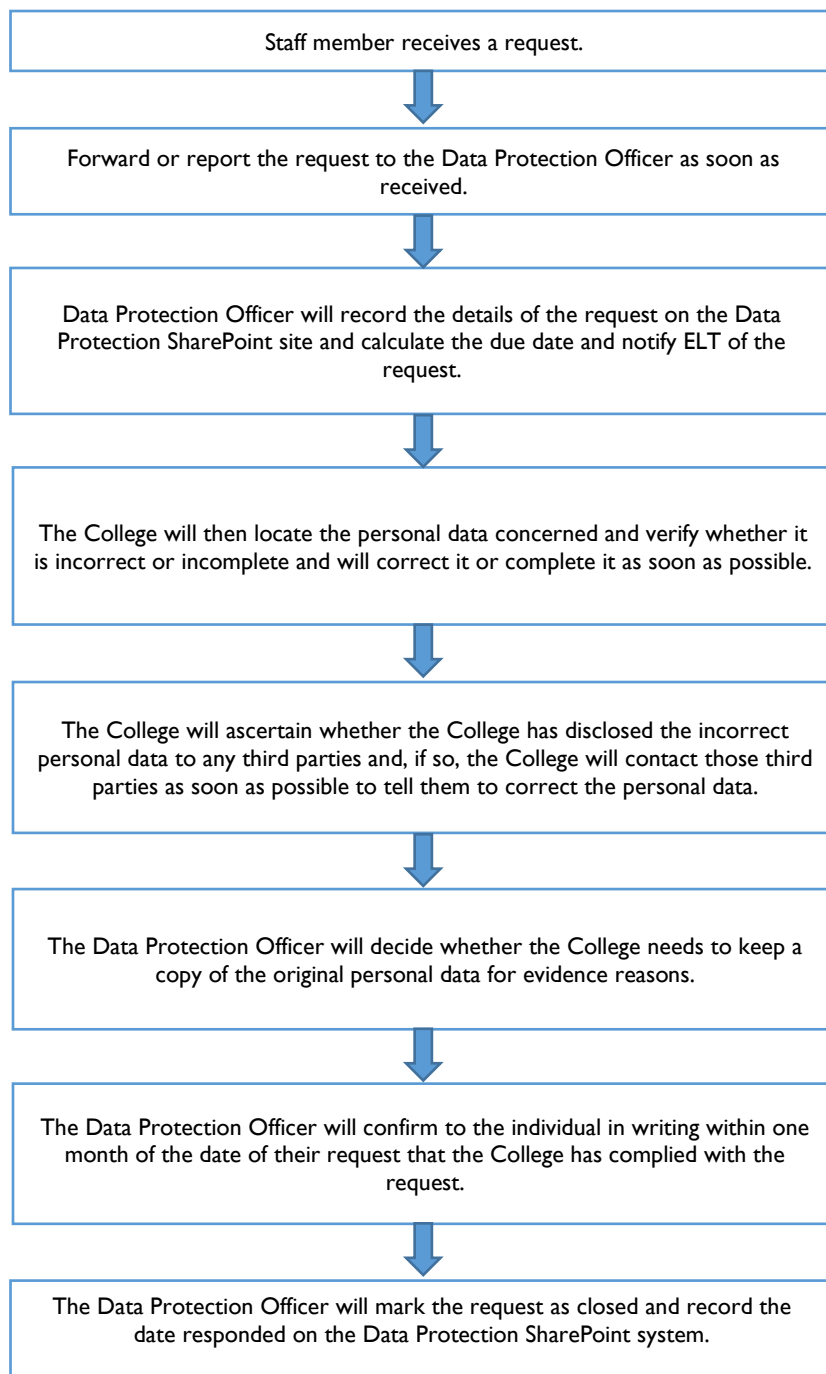 Staff member receives a request.
Forward or report the request to the Data Protection Officer as soon as
received.
Data Protection Officer will record the details of the request on the Data
Protection SharePoint site and calculate the due date and notify ELT of the
request.
The College will then locate the personal data concerned and verify whether it
is incorrect or incomplete and will correct it or complete it as soon as possible.
The College will ascertain whether the College has disclosed the incorrect
personal data to any third parties and, if so, the College will contact those third
parties as soon as possible to tell them to correct the personal data.
The Data Protection Officer will decide whether the College needs to keep a
copy of the original personal data for evidence reasons.
The Data Protection Officer will confirm to the individual in writing within one
month of the date of their request that the College has complied with the
request.
The Data Protection Officer will mark the request as closed and record the
date responded on the Data Protection SharePoint system.